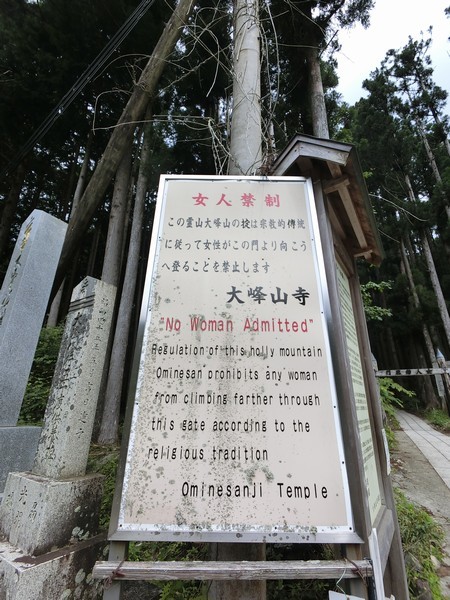 女人禁制
この霊山大峰山の掟は宗教的傳統
に従って女性がこの門より向こう
へ登ることを禁止します
大峰山寺
"No Woman Admitted"
Regulation of this holly mountain
Ominesan prohibits any woman
from climbing farther through
this gate according to the
religious tradition
Ominesanji Temple